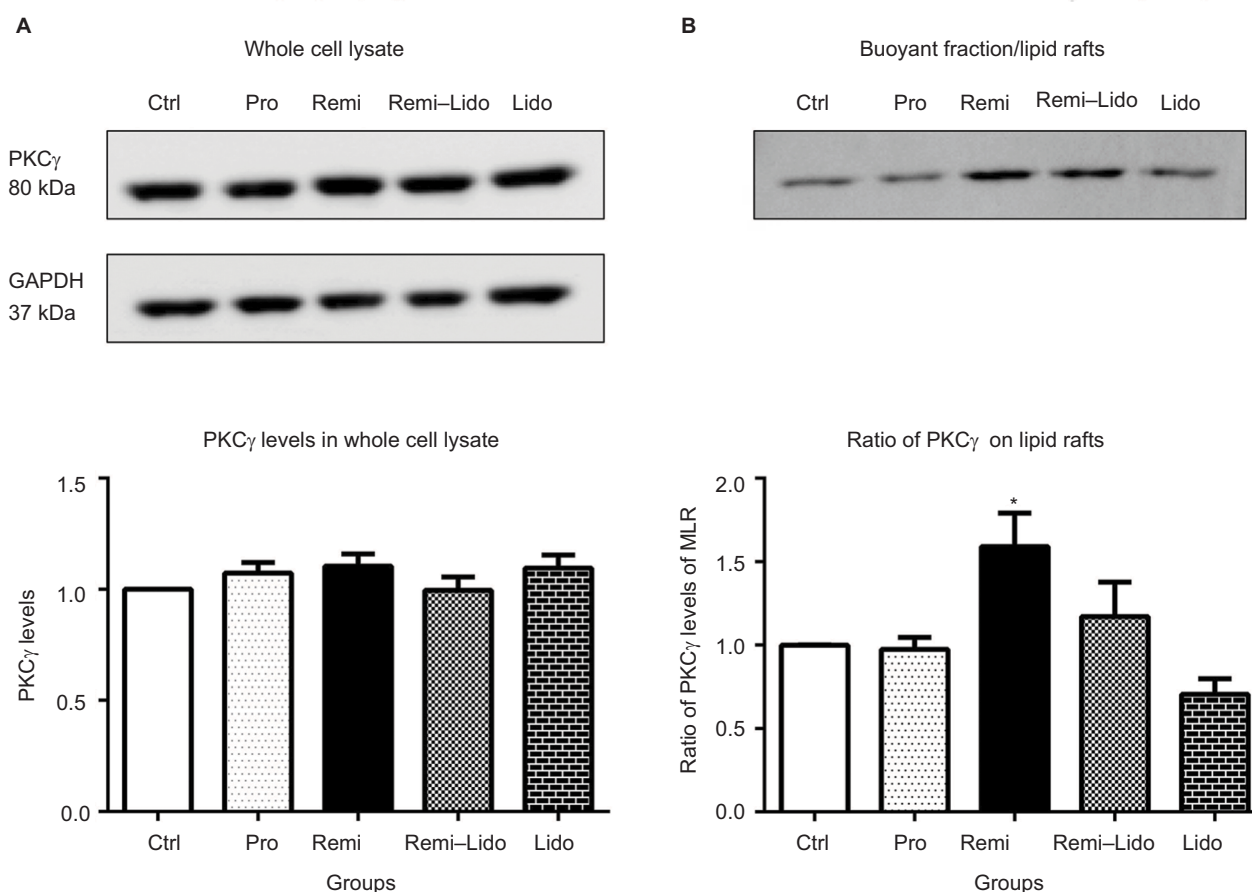 A
Whole cell lysate
Ctrl Pro Remi Remi–Lido Lido
PKCγ
80 kDa
GAPDH
37 kDa
PKCγ levels in whole cell lysate
1.5
1.0
0.5
0.0
PKCγ levels
Ctrl Pro Remi Remi–Lido Lido
Groups
B
Buoyant fraction/lipid rafts
Ctrl Pro Remi Remi–Lido Lido
Ratio of PKCγ on lipid rafts
2.0
1.5
1.0
0.5
0.0
Ratio of PKCγ levels of MLR
*
Ctrl Pro Remi Remi–Lido Lido
Groups